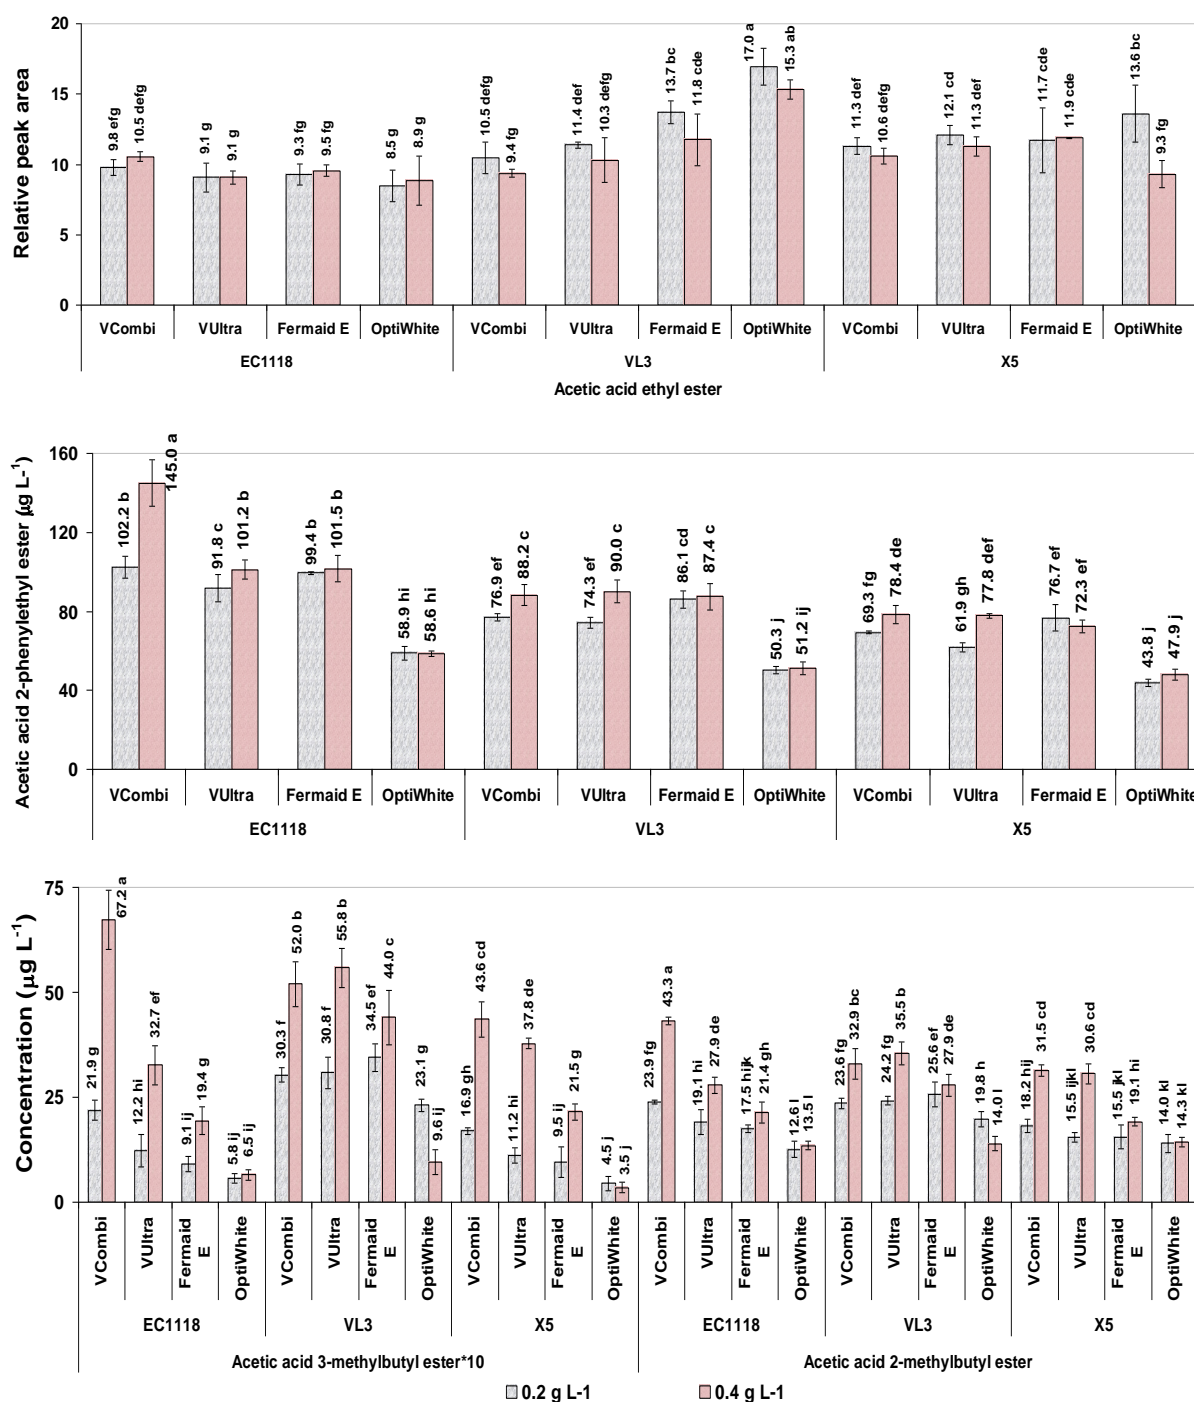 20
15
10
5
0
Relative peak area
9.8 efg
10.5 defg
9.1 g
9.1 g
9.3 fg
9.5 fg
8.5 g
8.9 g
10.5 defg
9.4 fg
11.4 def
10.3 defg
13.7 bc
11.8 cde
17.0 a
15.3 ab
11.3 def
10.6 defg
12.1 cd
11.3 def
11.7 cde
11.9 cde
13.6 bc
9.3 fg
VCombi VUltra Fermaid E OptiWhite VCombi VUltra Fermaid E OptiWhite VCombi VUltra Fermaid E OptiWhite
EC1118 VL3 X5
Acetic acid ethyl ester
160
120
80
40
0
Acetic acid 2-phenylethyl ester (µg L-1)
102.2 b
145.0 a
91.8 c
101.2 b
99.4 b
101.5 b
58.9 hi
58.6 hi
76.9 ef
88.2 c
74.3 ef
90.0 c
86.1 cd
87.4 c
50.3 j
51.2 ij
69.3 fg
78.4 de
61.9 gh
77.8 def
76.7 ef
72.3 ef
43.8 j
47.9 j
VCombi VUltra Fermaid E OptiWhite VCombi VUltra Fermaid E OptiWhite VCombi VUltra Fermaid E OptiWhite
EC1118 VL3 X5
75
50
25
0
Concentration (µg L-1)
21.9 g
67.2 a
12.2 hi
32.7 ef
9.1 ij
19.4 g
5.8 ij
6.5 ij
30.3 f
52.0 b
30.8 f
55.8 b
34.5 ef
44.0 c
23.1 g
9.6 ij
16.9 gh
43.6 cd
11.2 hi
37.8 de
9.5 ij
21.5 g
4.5 j
3.5 j
23.9 fg
43.3 a
19.1 hi
27.9 de
17.5 hijk
21.4 gh
12.6 l
13.5 l
23.6 fg
32.9 bc
24.2 fg
35.5 b
25.6 ef
27.9 de
19.8 h
14.0 l
18.2 hij
31.5 cd
15.5 ijkl
30.6 cd
15.5 jkl
19.1 hi
14.0 kl
14.3 kl
VCombi
VUltra
Fermaid
E
OptiWhite
VCombi
VUltra
Fermaid
E
OptiWhite
VCombi
VUltra
Fermaid
E
OptiWhite
VCombi
VUltra
Fermaid
E
OptiWhite
VCombi
VUltra
Fermaid
E
OptiWhite
VCombi
VUltra
Fermaid
E
OptiWhite
EC1118 VL3 X5 EC1118 VL3 X5
Acetic acid 3-methylbutyl ester*10 Acetic acid 2-methylbutyl ester
0.2 g L-1 0.4 g L-1